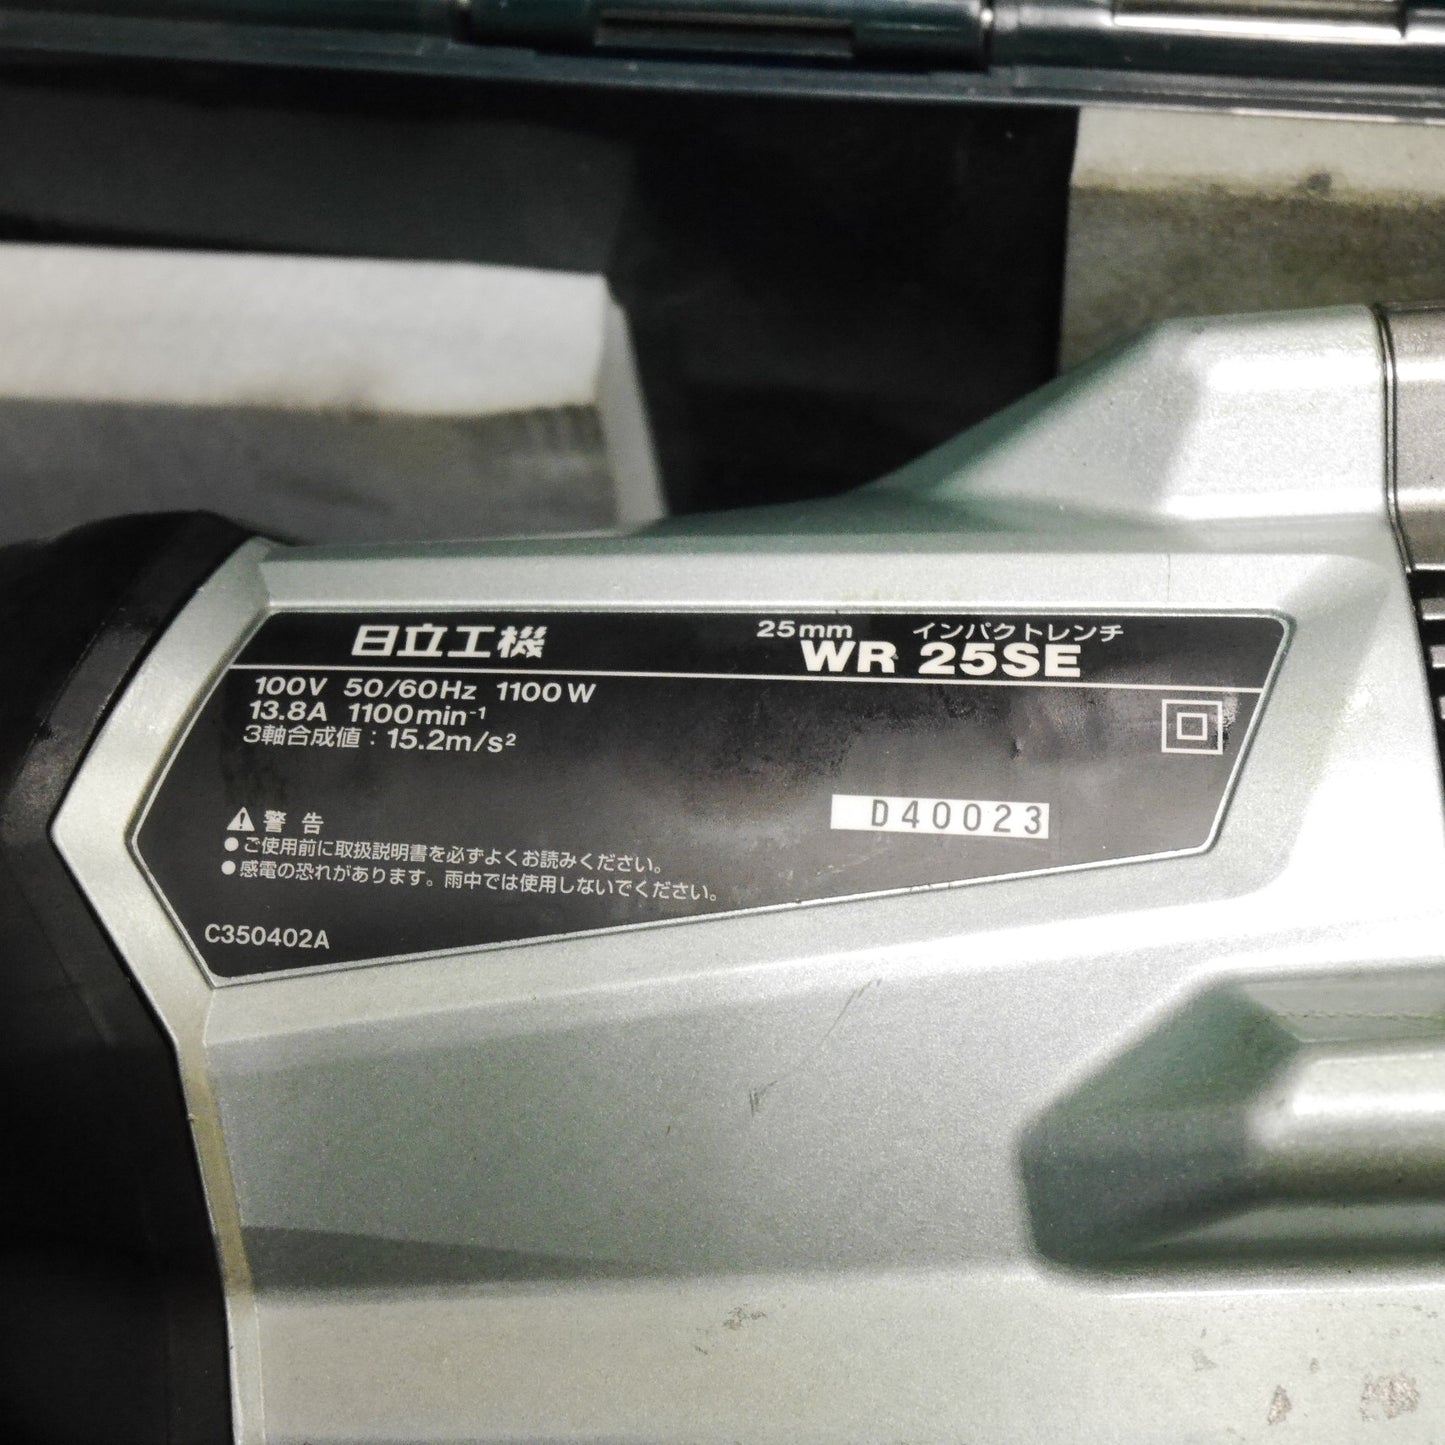 日立工機
25mm インパクトレンチ
WR 25SE
100V 50/60Hz 1100W
13.8A 1100min⁻¹
3軸合成値：15.2m/s²
D40023
⚠警告
●ご使用前に取扱説明書を必ずよくお読みください。
●感電の恐れがあります。雨中では使用しないでください。
C350402A